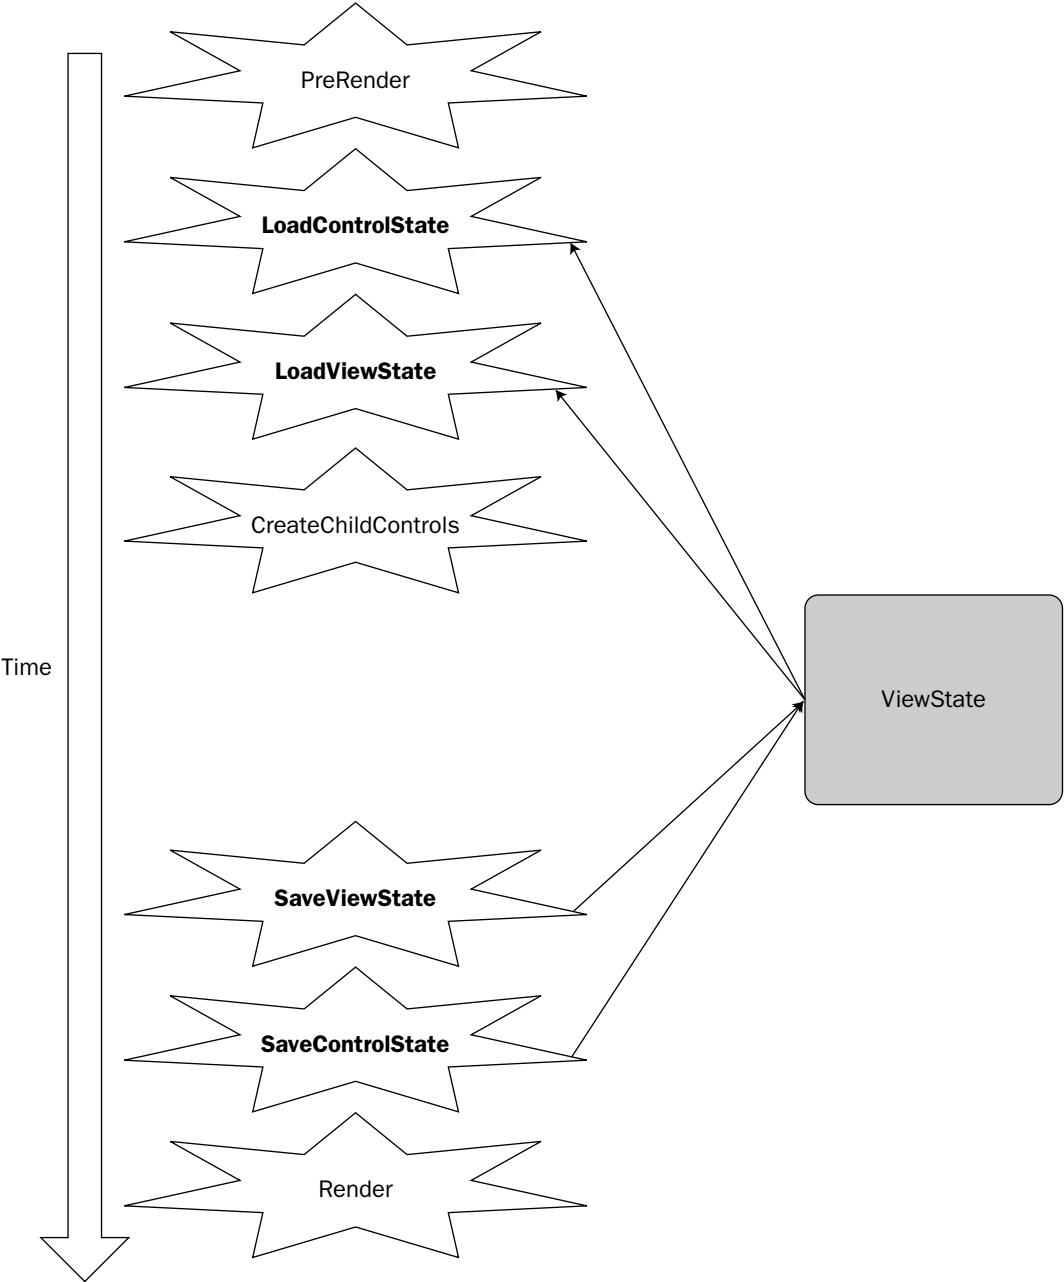 PreRender
LoadControlState
LoadViewState
CreateChildControls
Time
ViewState
SaveViewState
SaveControlState
Render